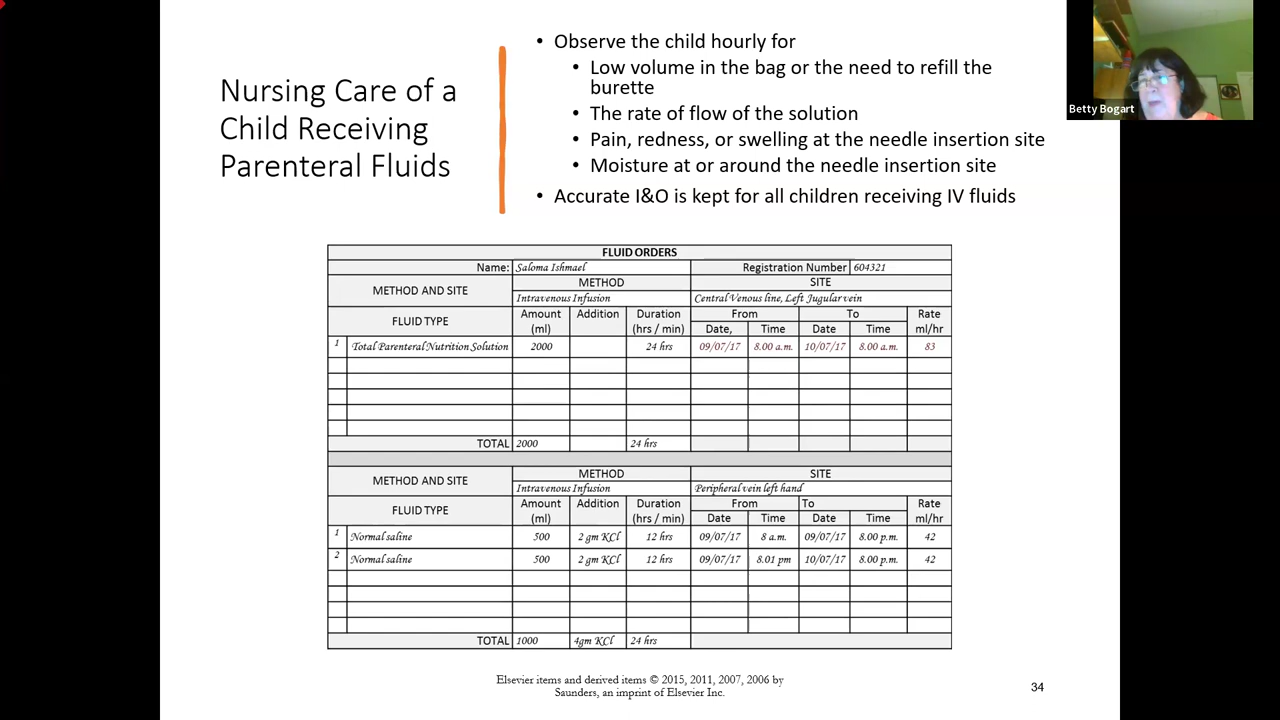 Nursing Care of a
Child Receiving
Parenteral Fluids
• Observe the child hourly for
• Low volume in the bag or the need to refill the
burette
• The rate of flow of the solution
• Pain, redness, or swelling at the needle insertion site
• Moisture at or around the needle insertion site
• Accurate I&O is kept for all children receiving IV fluids
Betty Bogart
FLUID ORDERS
Name: Saloma Ishmael Registration Number 604321
METHOD AND SITE METHOD SITE
Intravenous Infusion Central Venous line, Left Jugular vein
FLUID TYPE Amount (ml) Addition Duration (hrs / min) From To Rate ml/hr
Date, Time Date Time
1 Total Parenteral Nutrition Solution 2000 24 hrs 09/07/17 8.00 a.m. 10/07/17 8.00 a.m. 83
TOTAL 2000 24 hrs
METHOD AND SITE METHOD SITE
Intravenous Infusion Peripheral vein left hand
FLUID TYPE Amount (ml) Addition Duration (hrs / min) From To Rate ml/hr
Date Time Date Time
1 Normal saline 500 2 gm KCl 12 hrs 09/07/17 8 a.m. 09/07/17 8.00 p.m. 42
2 Normal saline 500 2 gm KCl 12 hrs 09/07/17 8.01 pm 10/07/17 8.00 p.m. 42
TOTAL 1000 4gm KCl 24 hrs
Elsevier items and derived items © 2015, 2011, 2007, 2006 by
Saunders, an imprint of Elsevier Inc.
34